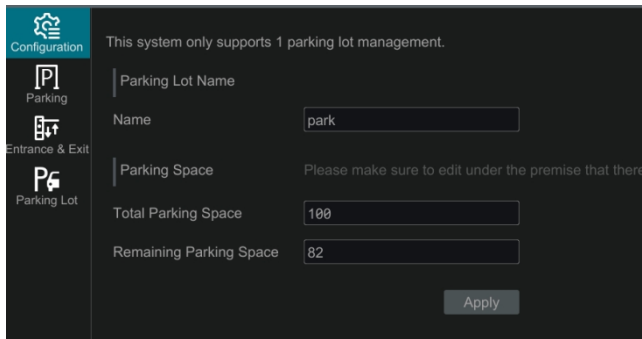 Configuration
Parking
Entrance & Exit
Parking Lot
This system only supports 1 parking lot management.
Parking Lot Name
Name park
Parking Space Please make sure to edit under the premise that there
Total Parking Space 100
Remaining Parking Space 82
Apply